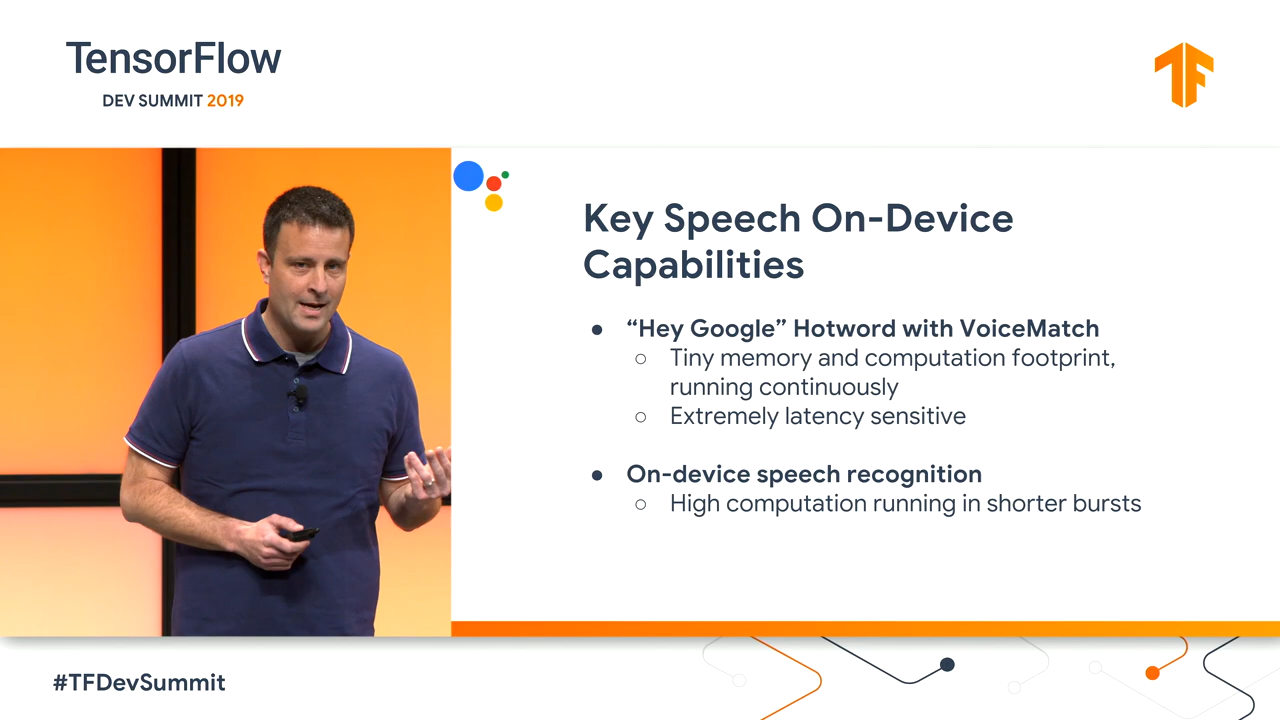 TensorFlow
DEV SUMMIT 2019
Key Speech On-Device
Capabilities
● “Hey Google” Hotword with VoiceMatch
○ Tiny memory and computation footprint,
running continuously
○ Extremely latency sensitive
● On-device speech recognition
○ High computation running in shorter bursts
#TFDevSummit